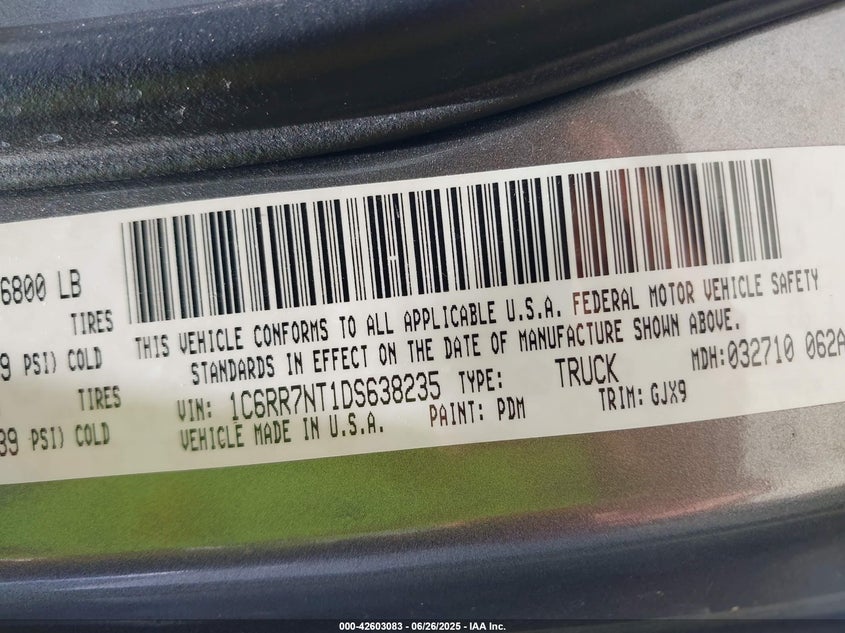 6800 LB
TIRES
9 PSI) COLD
TIRES
39 PSI) COLD
THIS VEHICLE CONFORMS TO ALL APPLICABLE U.S.A. FEDERAL MOTOR VEHICLE SAFETY
STANDARDS IN EFFECT ON THE DATE OF MANUFACTURE SHOWN ABOVE.
VIN: 1C6RR7NT1DS638235 TYPE: TRUCK MDH:032710 062A
VEHICLE MADE IN U.S.A. PAINT: PDM TRIM: GJX9
000-42603083 - 06/26/2025 - IAA Inc.